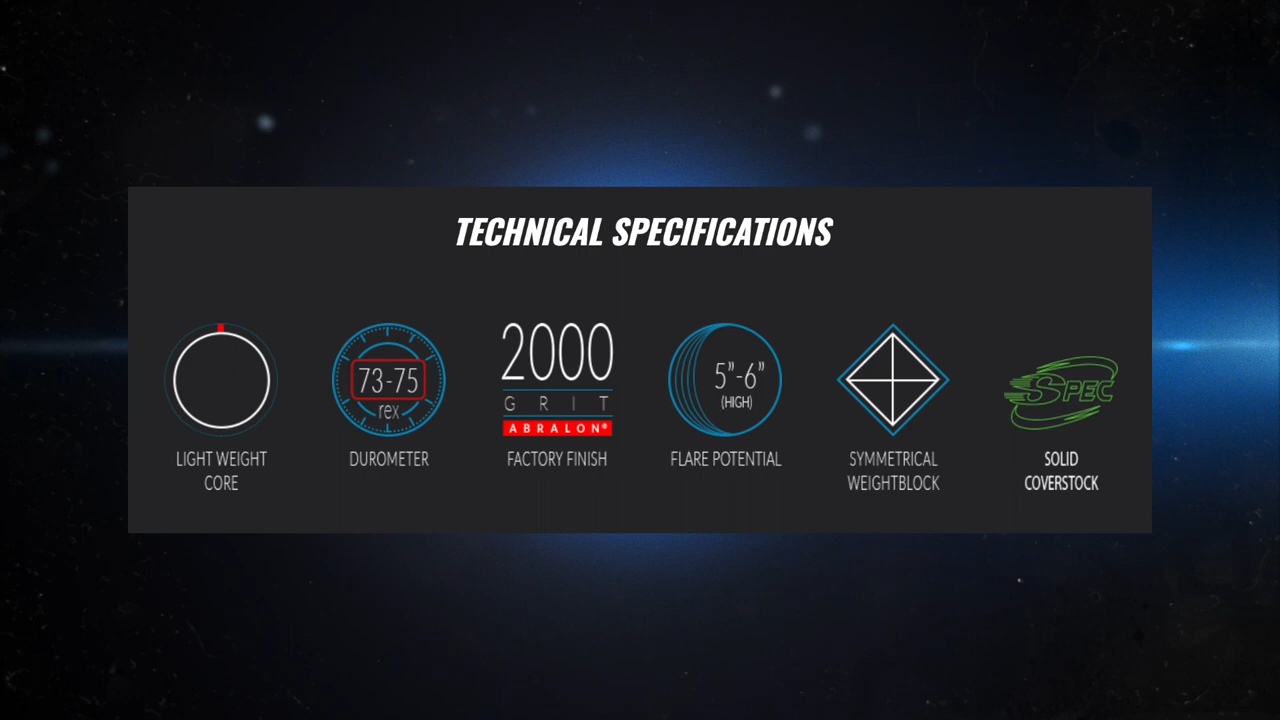 TECHNICAL SPECIFICATIONS
LIGHT WEIGHT
CORE
73-75
rex
DUROMETER
2000
GRIT
ABRALON®
FACTORY FINISH
5”-6”
(HIGH)
FLARE POTENTIAL
SYMMETRICAL
WEIGHTBLOCK
SPEC
SOLID
COVERSTOCK